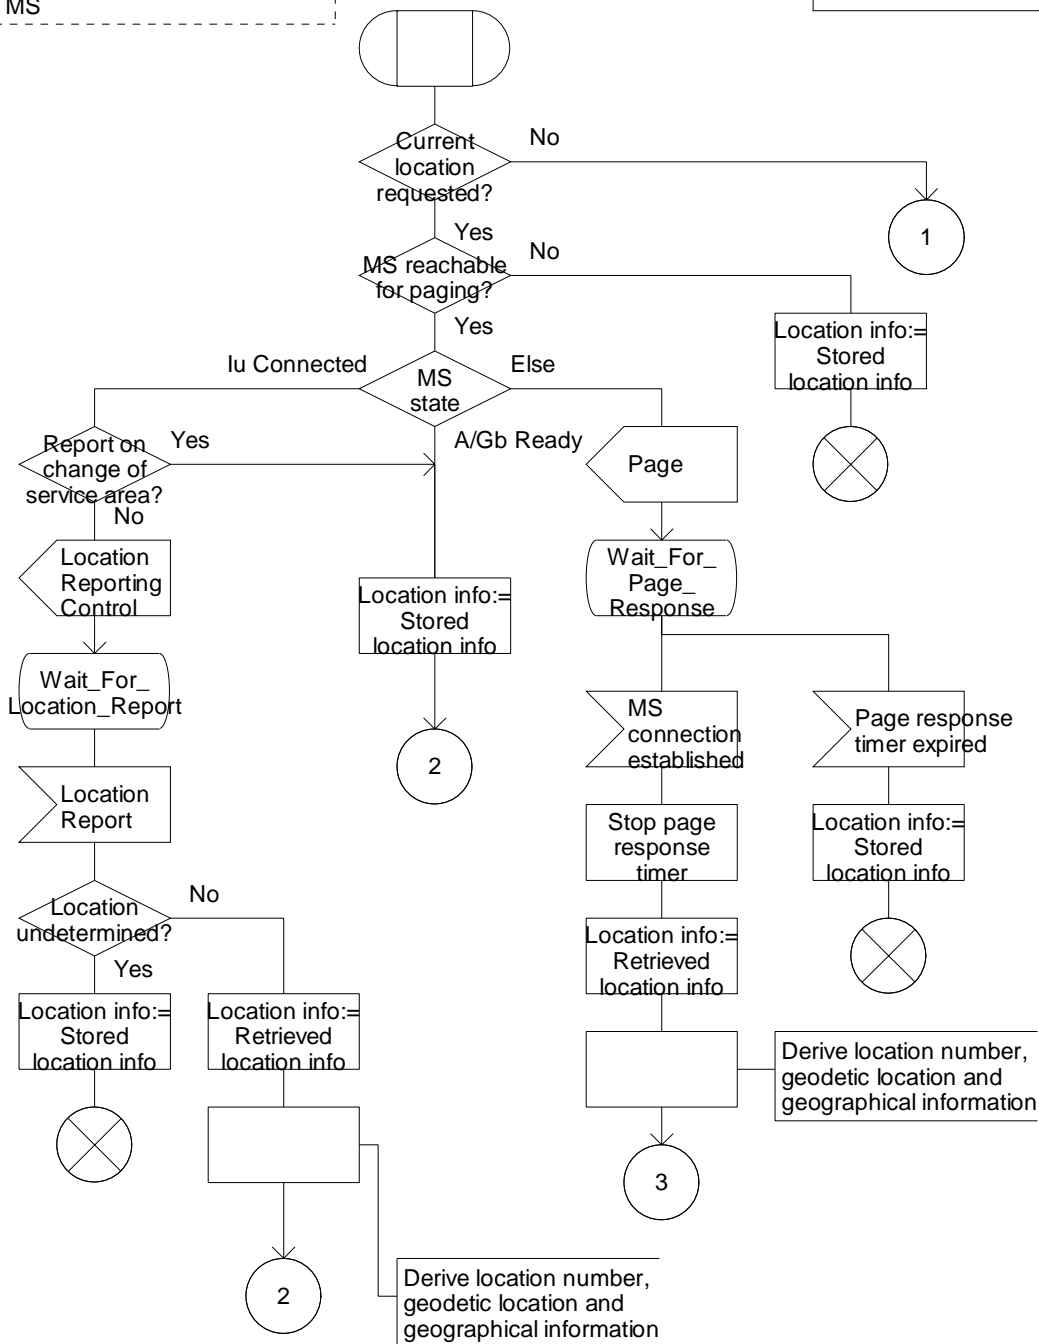 MS
Current
location
requested?
No
Yes
1
MS reachable
for paging?
No
Yes
Location info:=
Stored
location info
Iu Connected
MS
state
Else
A/Gb Ready
Report on
change of
service area?
Yes
No
Page
Location
Reporting
Control
Wait_For_
Page_
Response
Location info:=
Stored
location info
Wait_For_
Location_Report
MS
connection
established
Page response
timer expired
2
Location
Report
Stop page
response
timer
Location info:=
Stored
location info
Location
undetermined?
No
Yes
Location info:=
Retrieved
location info
Location info:=
Stored
location info
Location info:=
Retrieved
location info
Derive location number,
geodetic location and
geographical information
3
2
Derive location number,
geodetic location and
geographical information